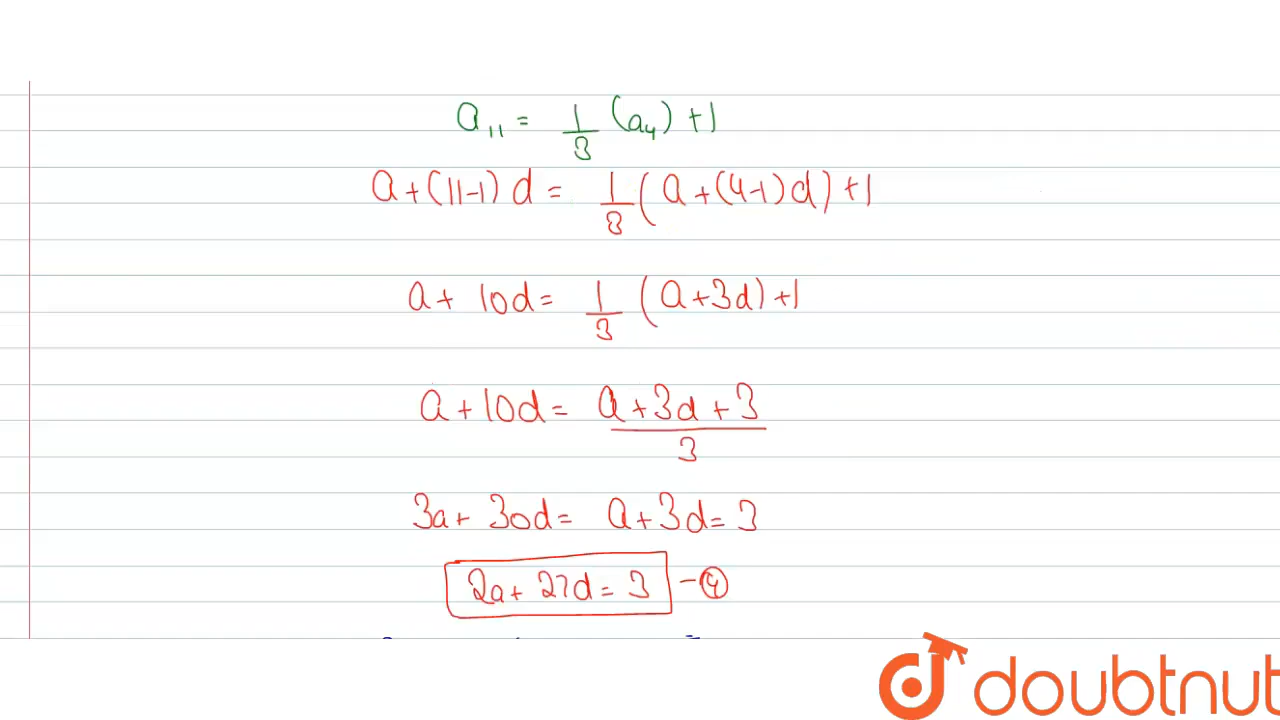 a₁₁ = 1/3 (a₄) + 1
a + (11-1) d = 1/3 (a + (4-1) d) + 1
a + 10d = 1/3 (a + 3d) + 1
a + 10d = (a + 3d + 3)/3
3a + 30d = a + 3d = 3
2a + 27d = 3 - ④
doubtnut